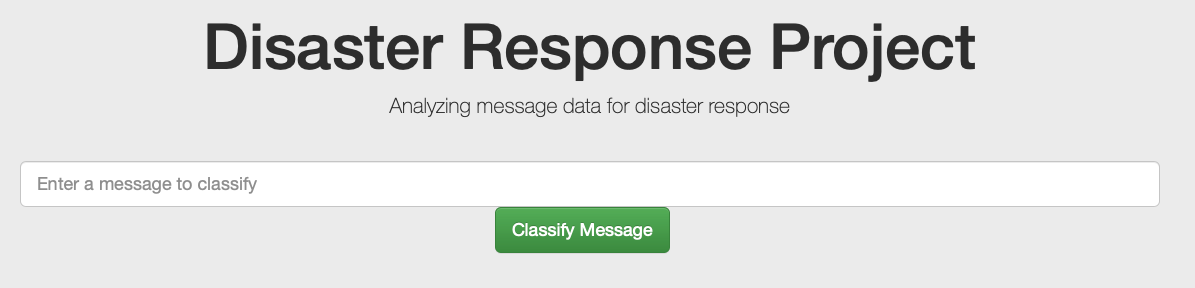 Disaster Response Project
Analyzing message data for disaster response
Enter a message to classify
Classify Message